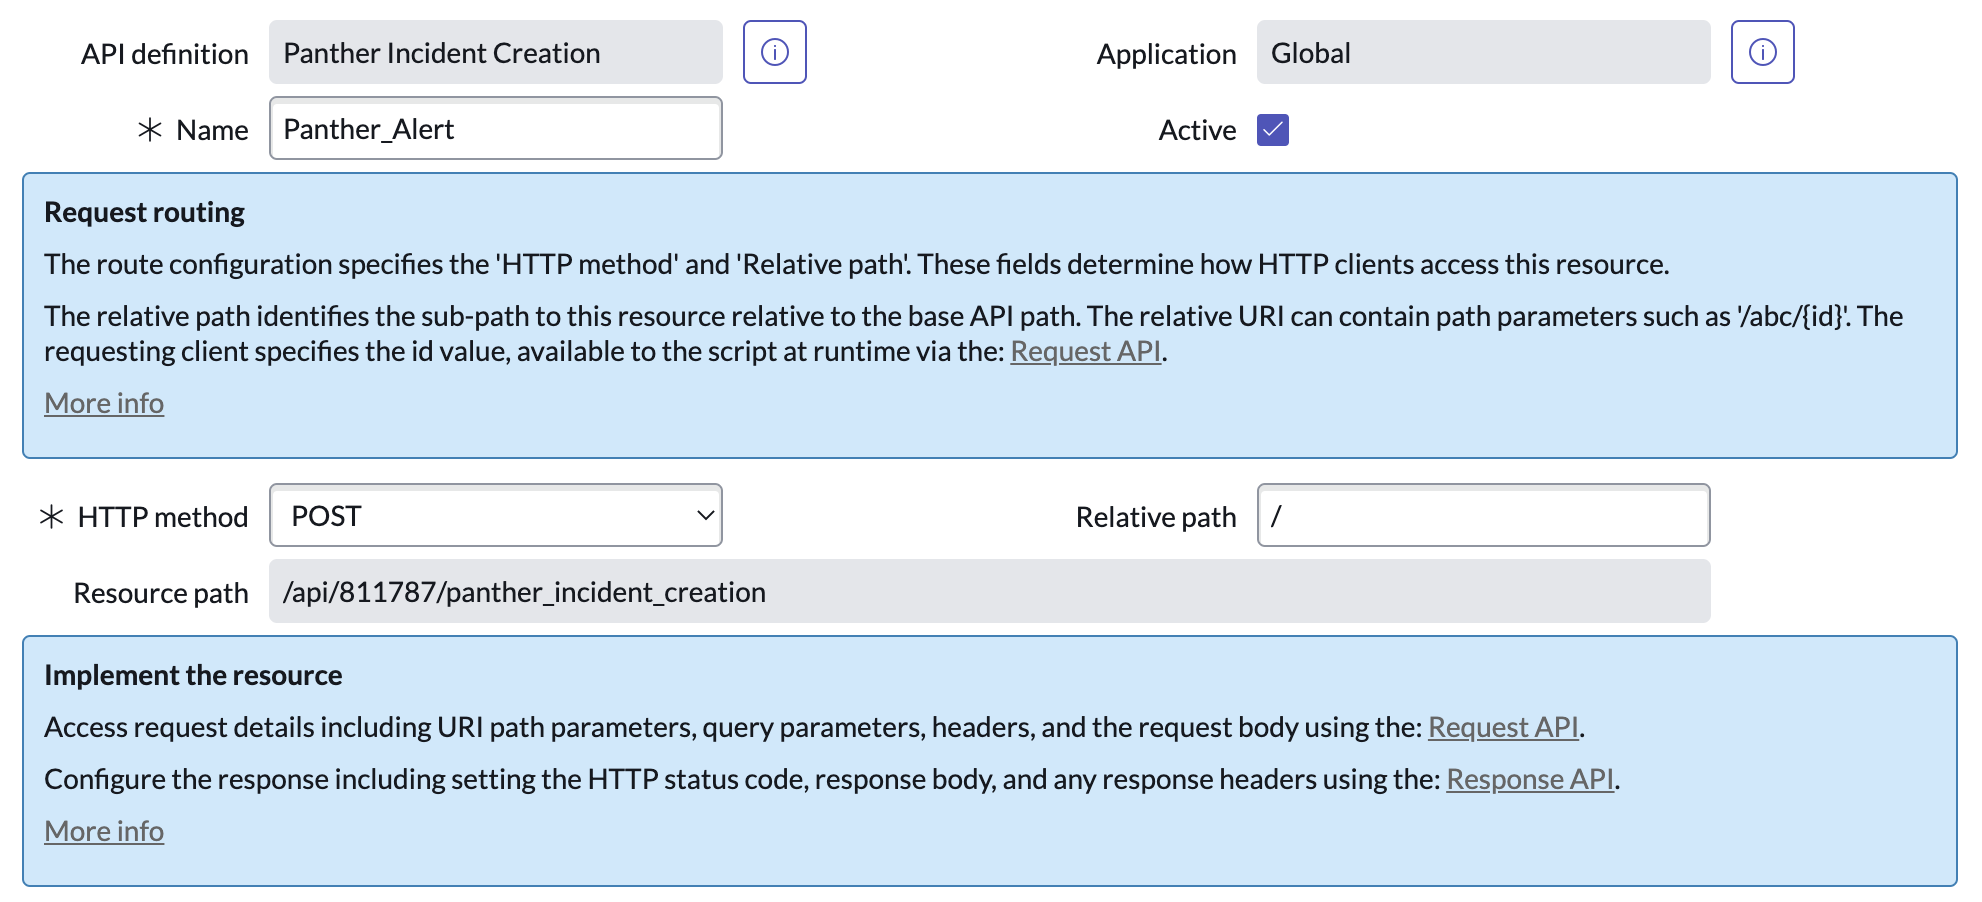 API definition Panther Incident Creation Application Global
* Name Panther_Alert Active
Request routing
The route configuration specifies the 'HTTP method' and 'Relative path'. These fields determine how HTTP clients access this resource.
The relative path identifies the sub-path to this resource relative to the base API path. The relative URI can contain path parameters such as '/abc/{id}'. The
requesting client specifies the id value, available to the script at runtime via the: Request API.
More info
* HTTP method POST Relative path /
Resource path /api/811787/panther_incident_creation
Implement the resource
Access request details including URI path parameters, query parameters, headers, and the request body using the: Request API.
Configure the response including setting the HTTP status code, response body, and any response headers using the: Response API.
More info